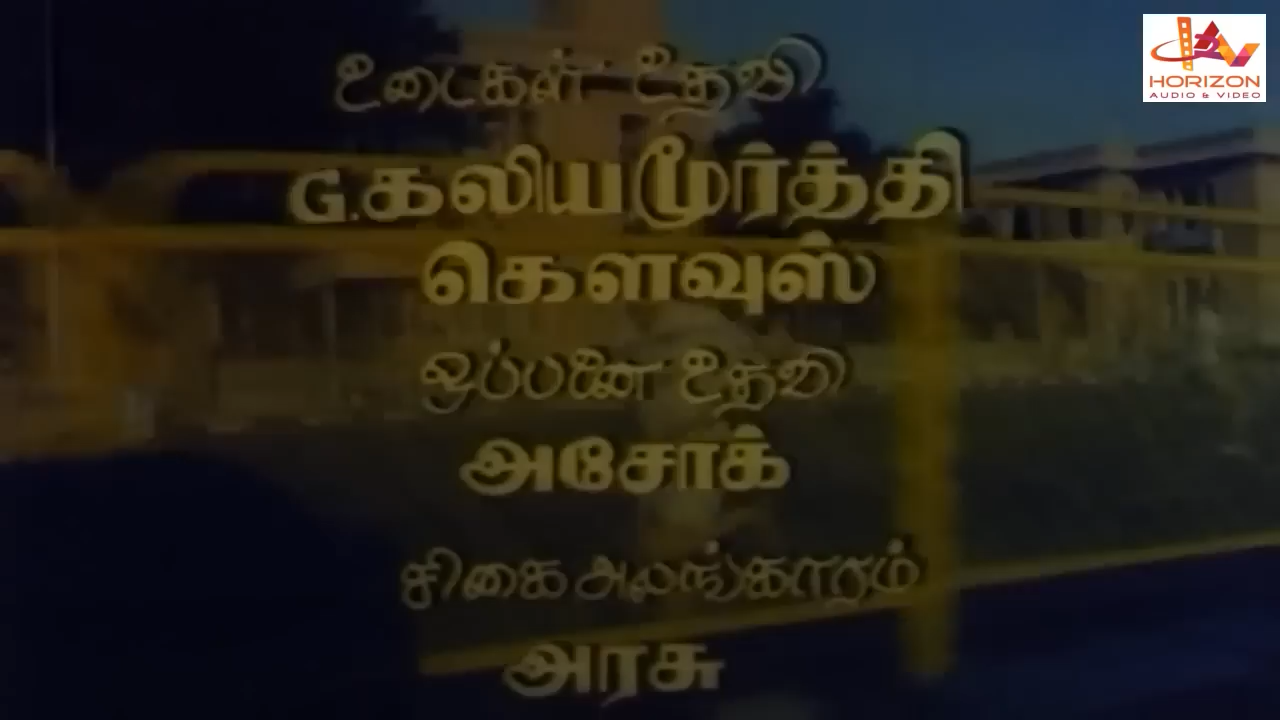 HORIZON
AUDIO & VIDEO
உடைகள் உதவி
G.கலியமூர்த்தி
கௌவுஸ்
ஒப்பனை உதவி
அசோக்
சிகை அலங்காரம்
அரசு